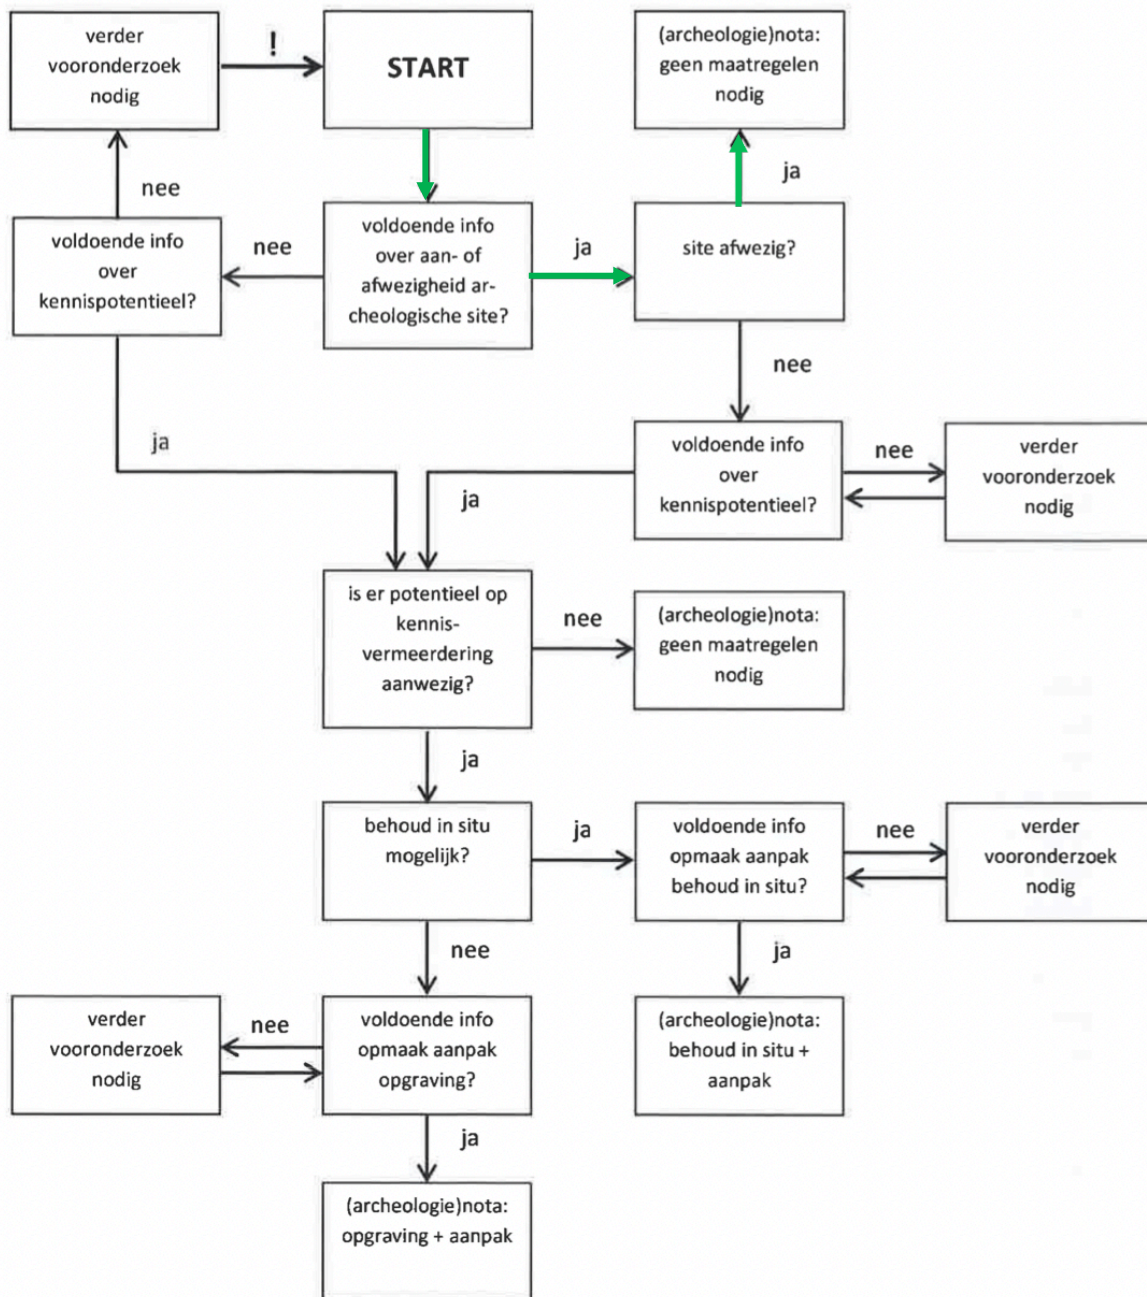 verder
vooronderzoek
nodig
!
START
(archeologie)nota:
geen maatregelen
nodig
nee
ja
voldoende info
over
kennispotentieel?
nee
voldoende info
over aan- of
afwezigheid ar-
cheologische site?
ja
site afwezig?
nee
ja
voldoende info
over
kennispotentieel?
nee
verder
vooronderzoek
nodig
ja
is er potentieel op
kennis-
vermeerdering
aanwezig?
nee
(archeologie)nota:
geen maatregelen
nodig
ja
behoud in situ
mogelijk?
ja
voldoende info
opmaak aanpak
behoud in situ?
nee
verder
vooronderzoek
nodig
nee
ja
verder
vooronderzoek
nodig
nee
voldoende info
opmaak aanpak
opgraving?
(archeologie)nota:
behoud in situ +
aanpak
ja
(archeologie)nota:
opgraving + aanpak